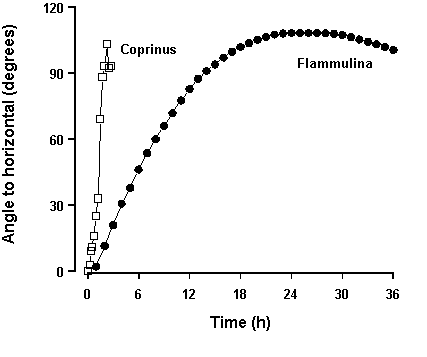 Angle to horizontal (degrees)
120
90
60
30
0
Coprinus
Flammulina
0 6 12 18 24 30 36
Time (h)